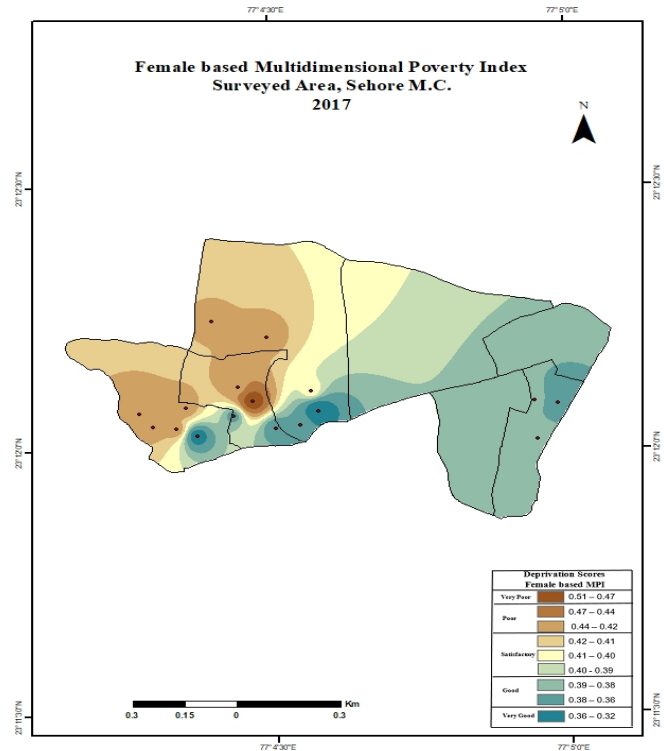 77° 4'30"E 77° 5'0"E
Female based Multidimensional Poverty Index
Surveyed Area, Sehore M.C.
2017
N
23°12'30"N 23°12'30"N
23°12'0"N 23°12'0"N
23°11'30"N 23°11'30"N
Deprivation Scores
Female based MPI
Very Poor 0.51 – 0.47
Poor 0.47 – 0.44
0.44 – 0.42
Satisfactory 0.42 – 0.41
0.41 – 0.40
0.40 - 0.39
Good 0.39 – 0.38
0.38 – 0.36
Very Good 0.36 – 0.32
Km
0.3 0.15 0 0.3
77° 4'30"E 77° 5'0"E